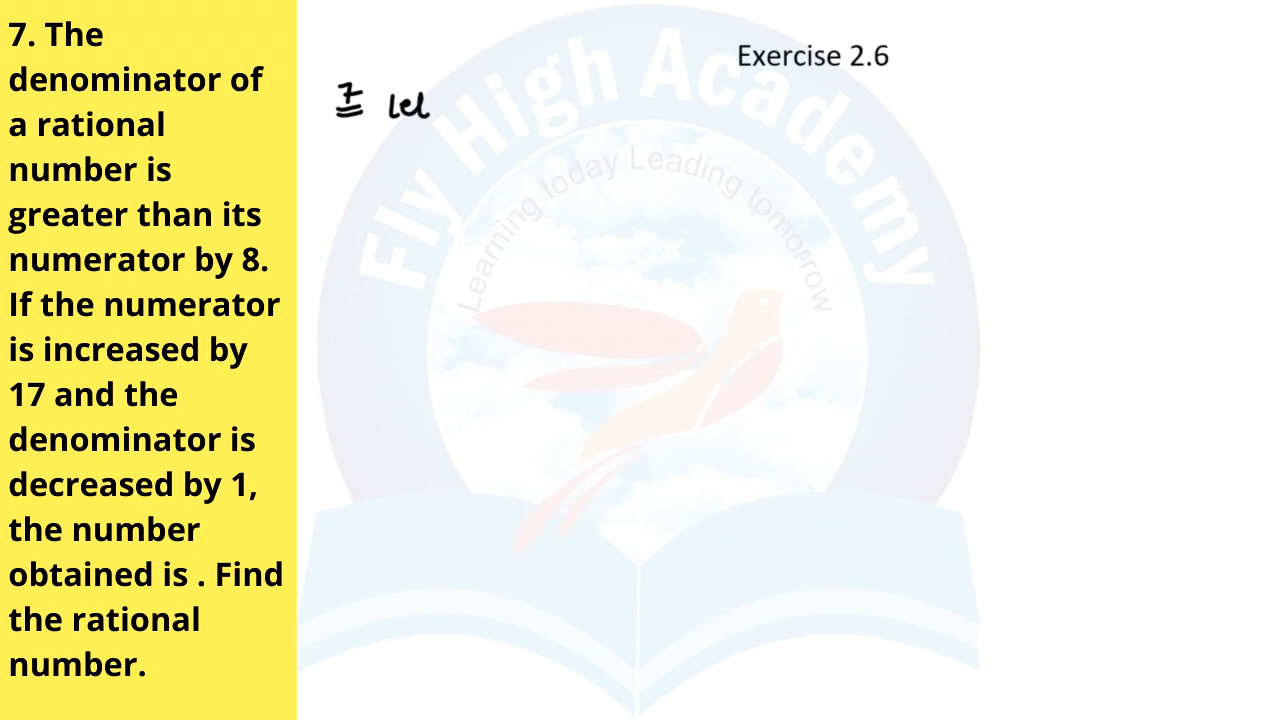 7. The
denominator of
a rational
number is
greater than its
numerator by 8.
If the numerator
is increased by
17 and the
denominator is
decreased by 1,
the number
obtained is . Find
the rational
number.
Exercise 2.6
7 let
Fly High Academy
Learning today Leading tomorrow